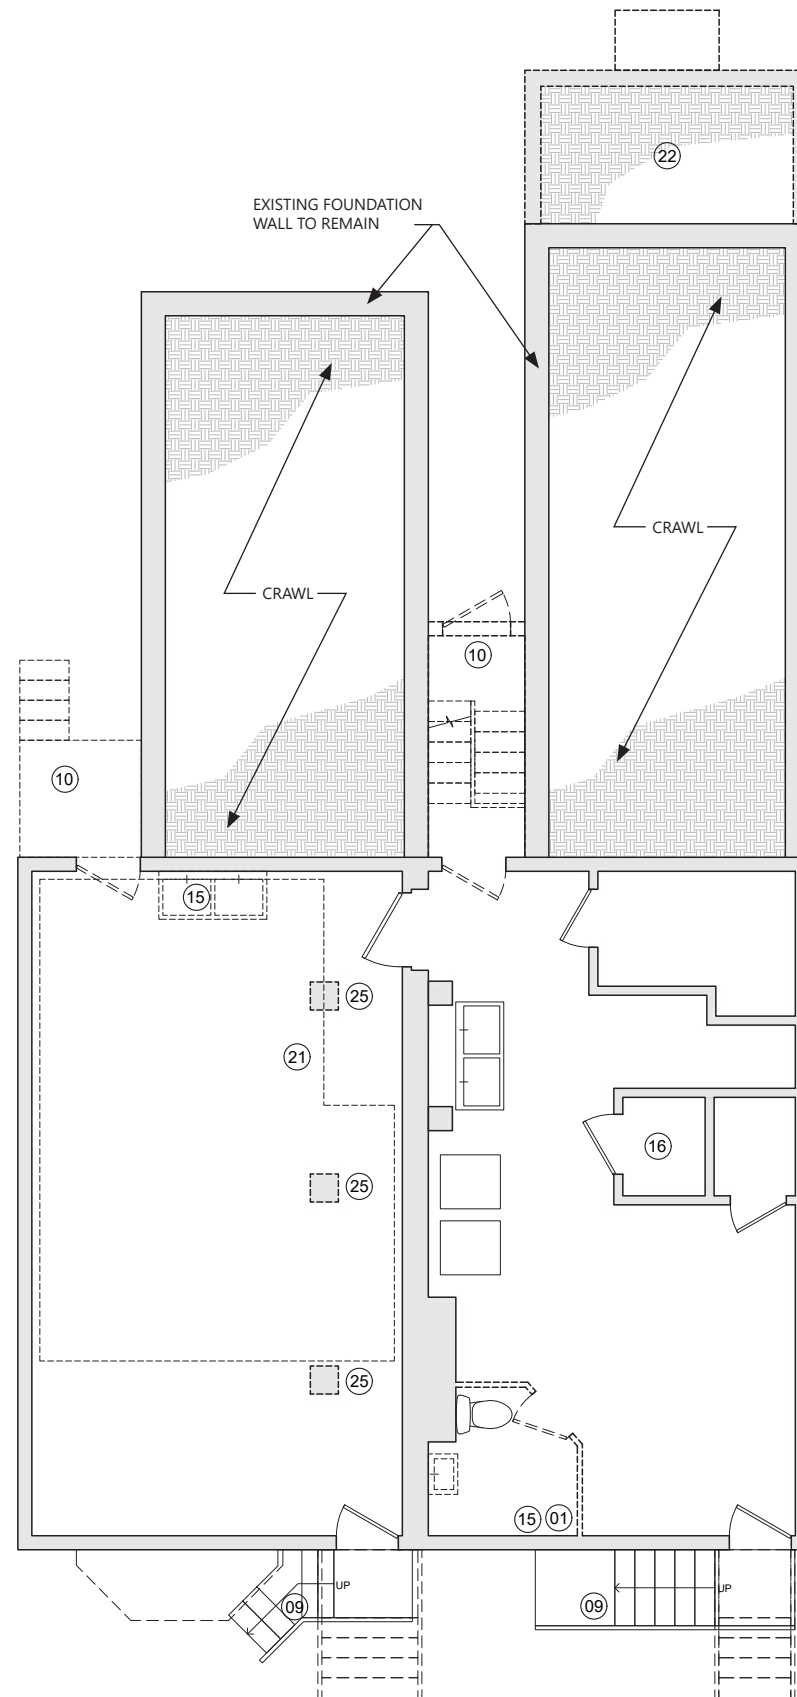 22
EXISTING FOUNDATION
WALL TO REMAIN
CRAWL
CRAWL
10
10
15
25
21
16
25
25
15 01
UP
09
UP
09